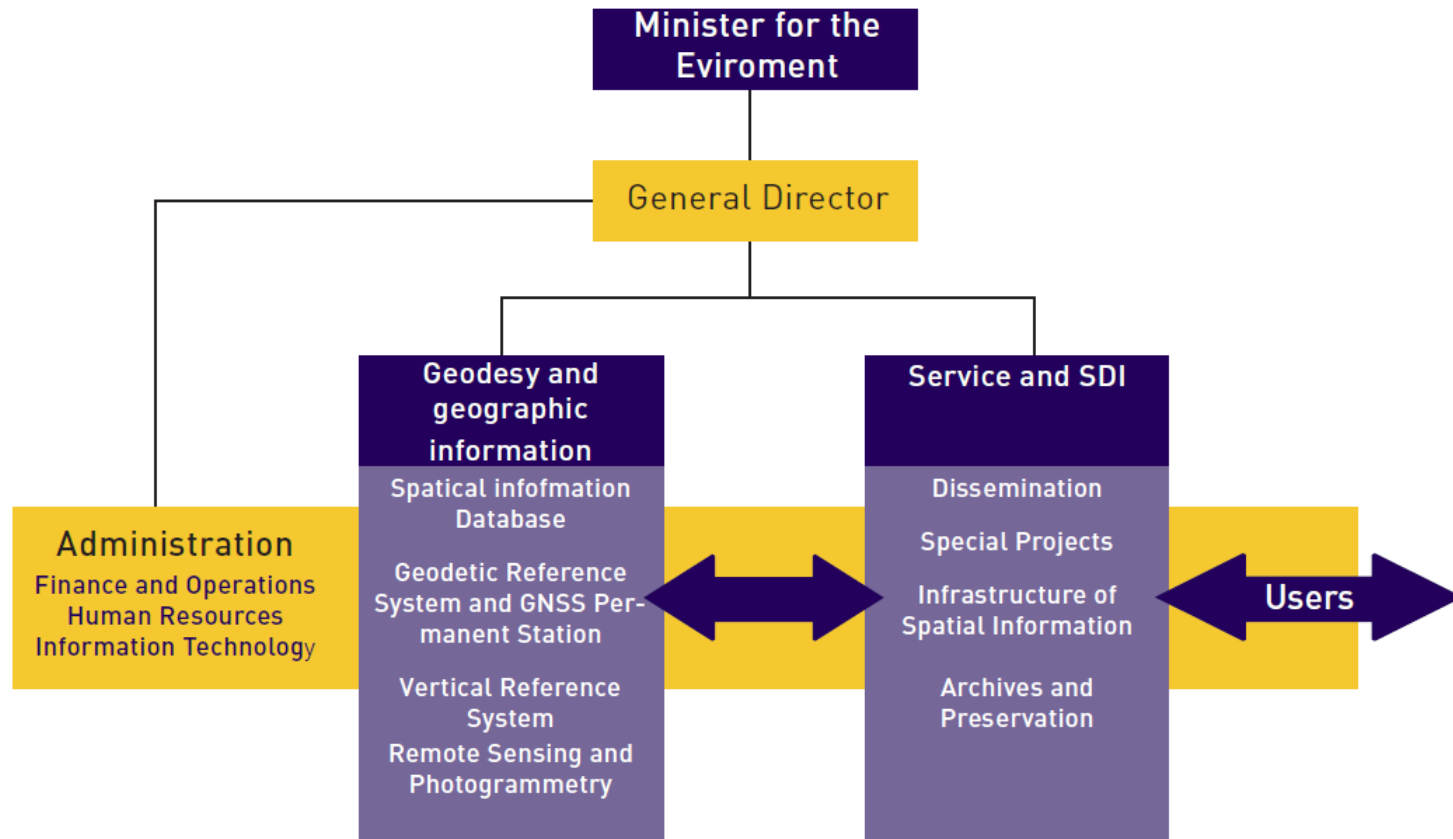 Minister for the
Eviroment
General Director
Geodesy and
geographic
information
Spatical infofmation
Database
Geodetic Reference
System and GNSS Per-
manent Station
Vertical Reference
System
Remote Sensing and
Photogrammetry
Service and SDI
Dissemination
Special Projects
Infrastructure of
Spatial Information
Archives and
Preservation
Administration
Finance and Operations
Human Resources
Information Technology
Users